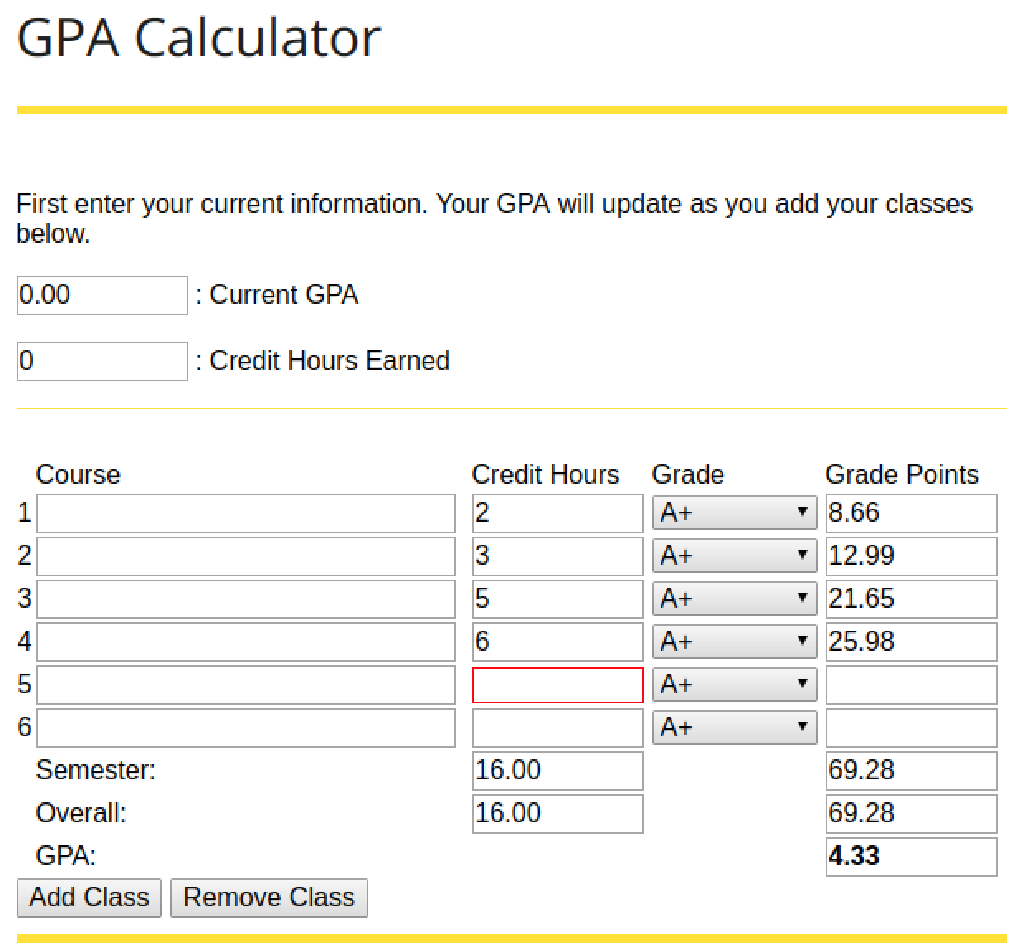 GPA Calculator
First enter your current information. Your GPA will update as you add your classes
below.
0.00 : Current GPA
0 : Credit Hours Earned
Course Credit Hours Grade Grade Points
1 2 A+ 8.66
2 3 A+ 12.99
3 5 A+ 21.65
4 6 A+ 25.98
5 A+
6 A+
Semester: 16.00 69.28
Overall: 16.00 69.28
GPA: 4.33
Add Class Remove Class